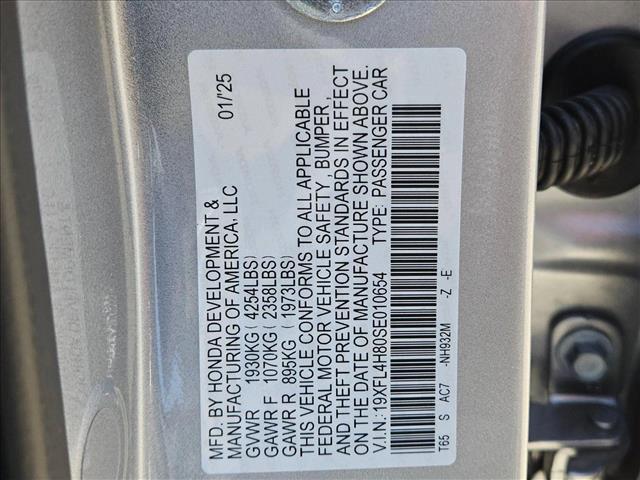 MFD. BY HONDA DEVELOPMENT & 01/'25
MANUFACTURING OF AMERICA, LLC
GVWR 1930KG(4254LBS)
GAWR F 1070KG(2358LBS)
GAWR R 895KG(1973LBS)
THIS VEHICLE CONFORMS TO ALL APPLICABLE
FEDERAL MOTOR VEHICLE SAFETY, BUMPER,
AND THEFT PREVENTION STANDARDS IN EFFECT
ON THE DATE OF MANUFACTURE SHOWN ABOVE.
V.I.N.:19XFL4H80SE010654 TYPE: PASSENGER CAR
T65 S AC7 -NH932M -Z -E